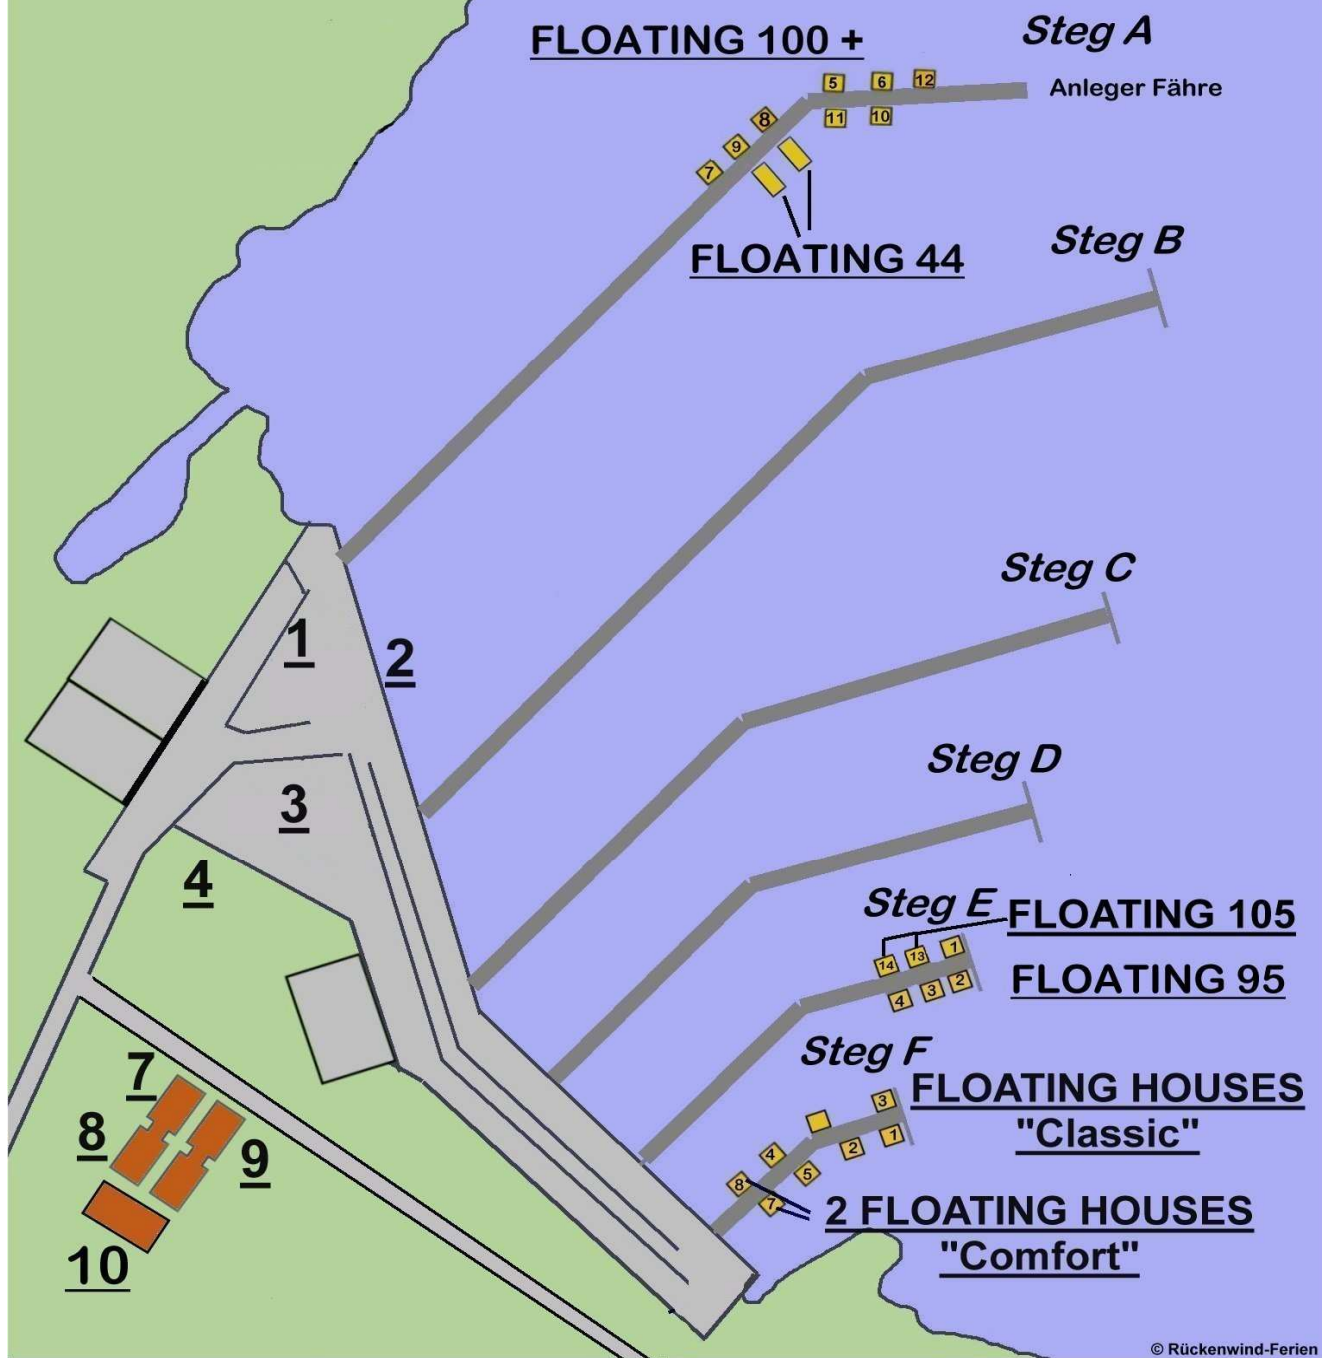 FLOATING 100 +
Steg A
Anleger Fähre
5
6
12
11
10
8
9
7
FLOATING 44
Steg B
Steg C
1
2
Steg D
3
4
Steg E
FLOATING 105
14
13
1
FLOATING 95
4
3
2
Steg F
FLOATING HOUSES
"Classic"
3
1
2
4
5
8
7
2 FLOATING HOUSES
"Comfort"
7
8
9
10
© Rückenwind-Ferien